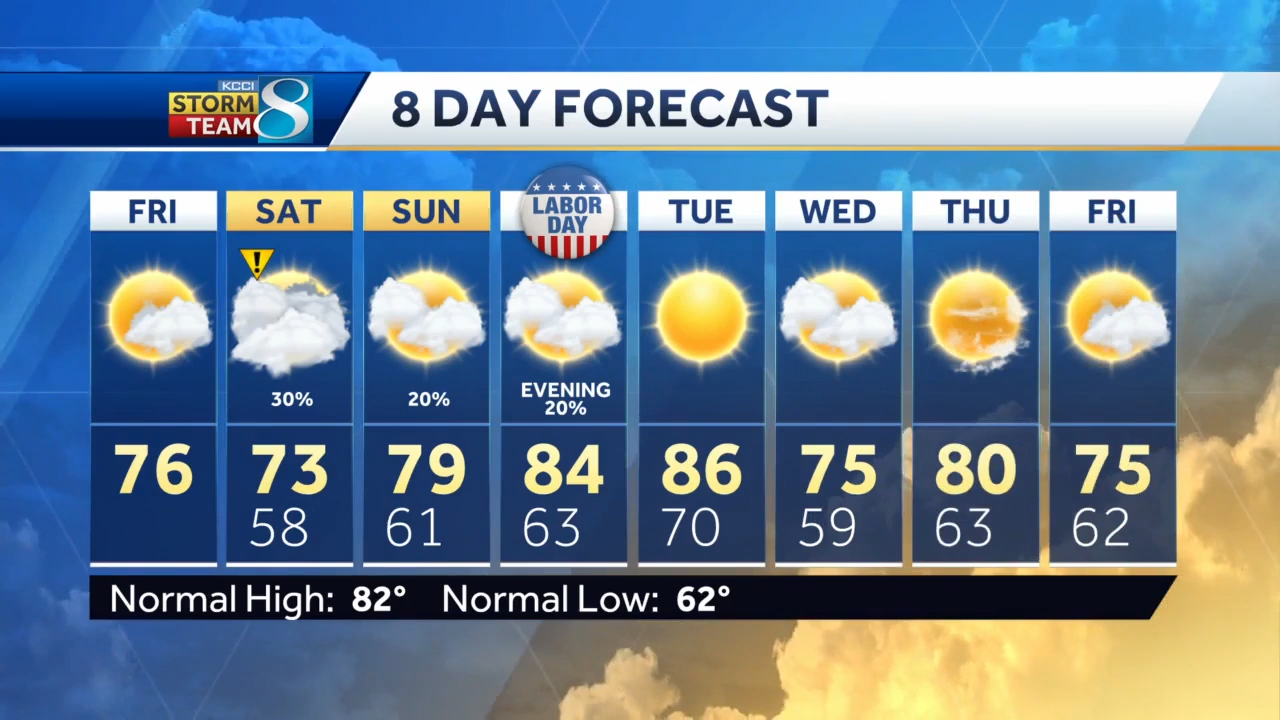 KCCI
STORM
TEAM
8
8 DAY FORECAST
FRI
SAT
SUN
LABOR
DAY
TUE
WED
THU
FRI
!
30%
20%
EVENING
20%
76
73
79
84
86
75
80
75
58
61
63
70
59
63
62
Normal High: 82° Normal Low: 62°